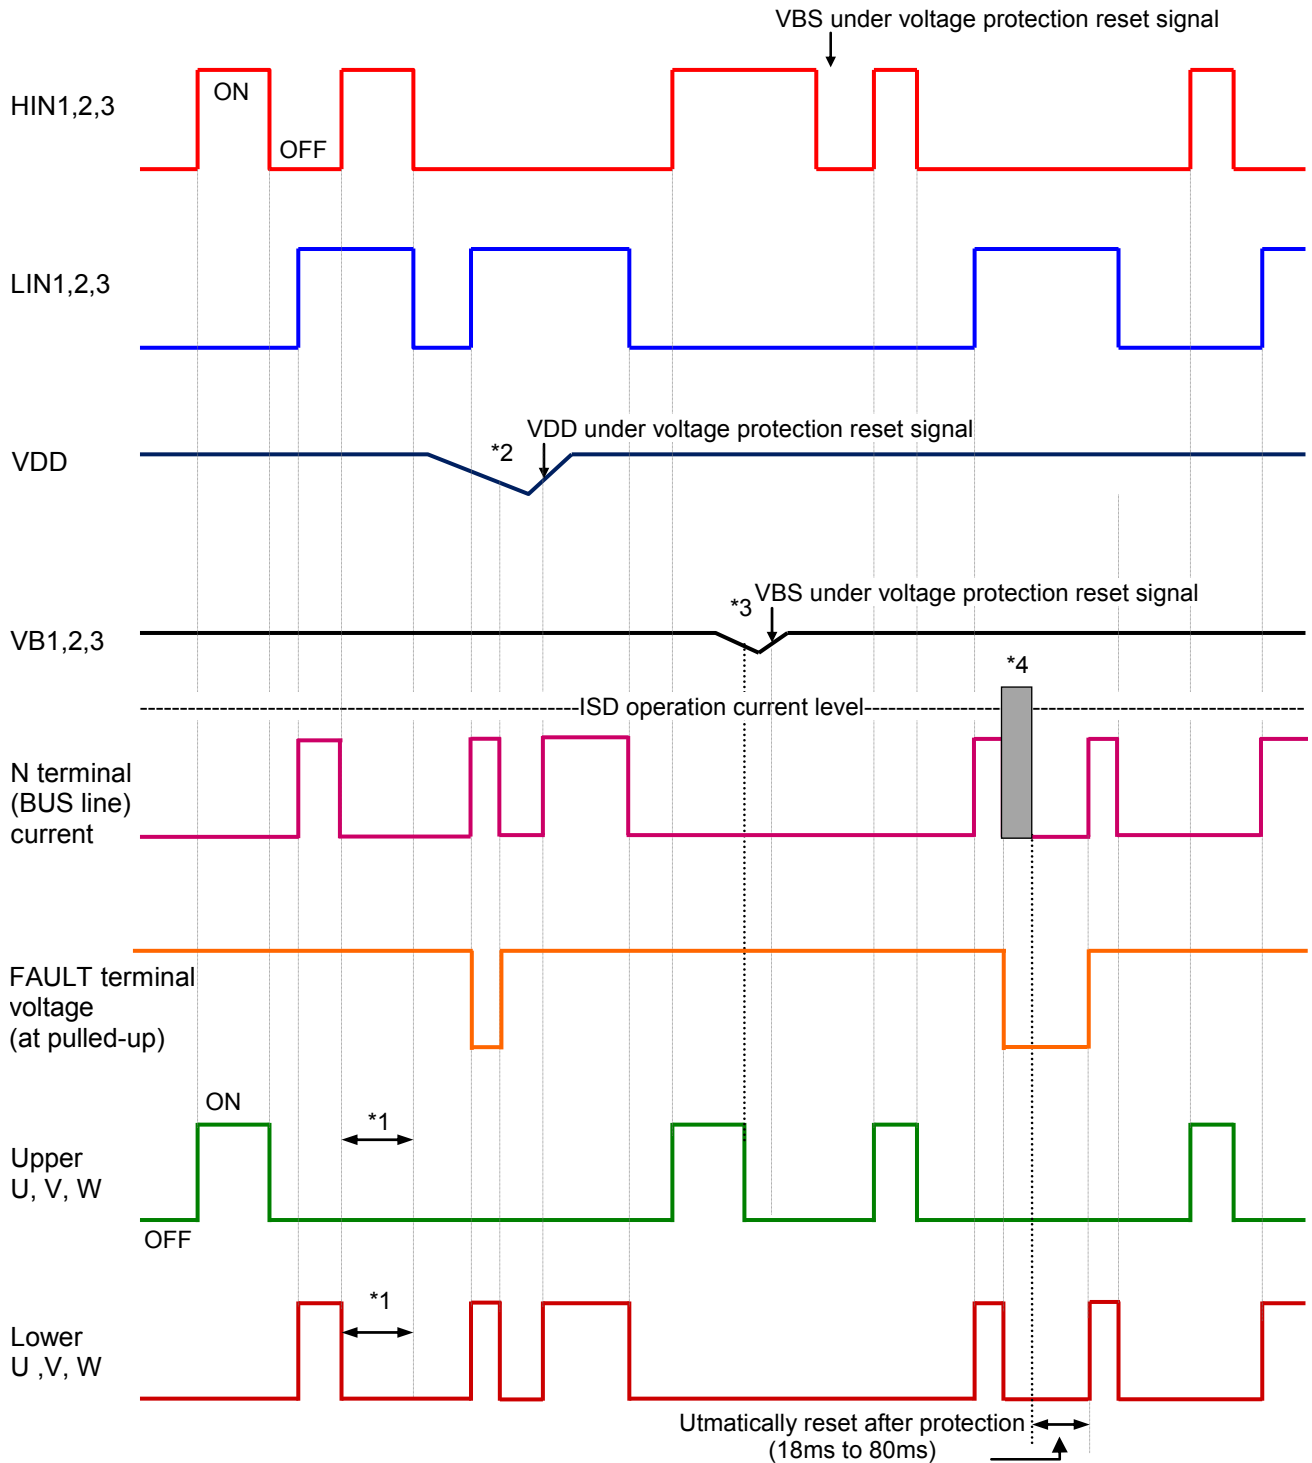 VBS under voltage protection reset signal
HIN1,2,3
ON
OFF
LIN1,2,3
VDD
*2
VDD under voltage protection reset signal
VB1,2,3
*3
VBS under voltage protection reset signal
*4
ISD operation current level
N terminal
(BUS line)
current
FAULT terminal
voltage
(at pulled-up)
ON
*1
Upper
U, V, W
OFF
*1
Lower
U ,V, W
Utmatically reset after protection
(18ms to 80ms)